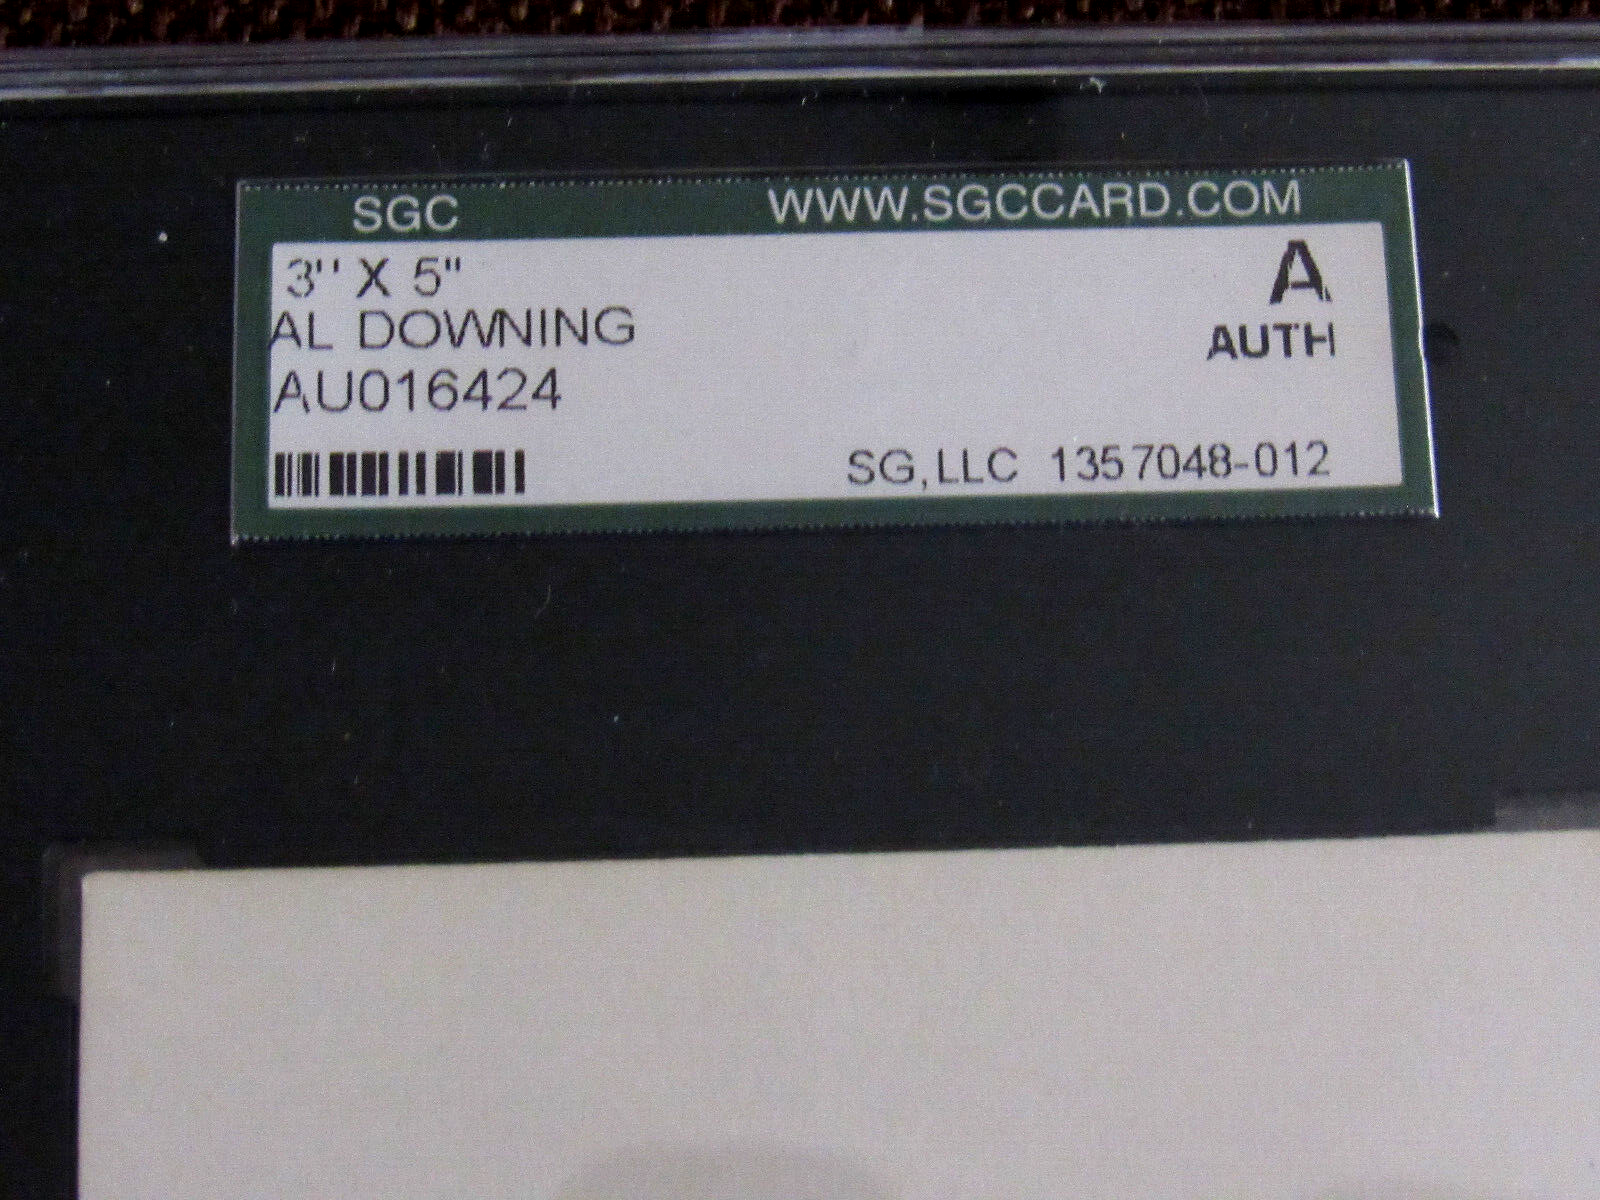 SGC WWW.SGCCARD.COM
3" X 5" A
AL DOWNING AUTH
AU016424
SG,LLC 1357048-012